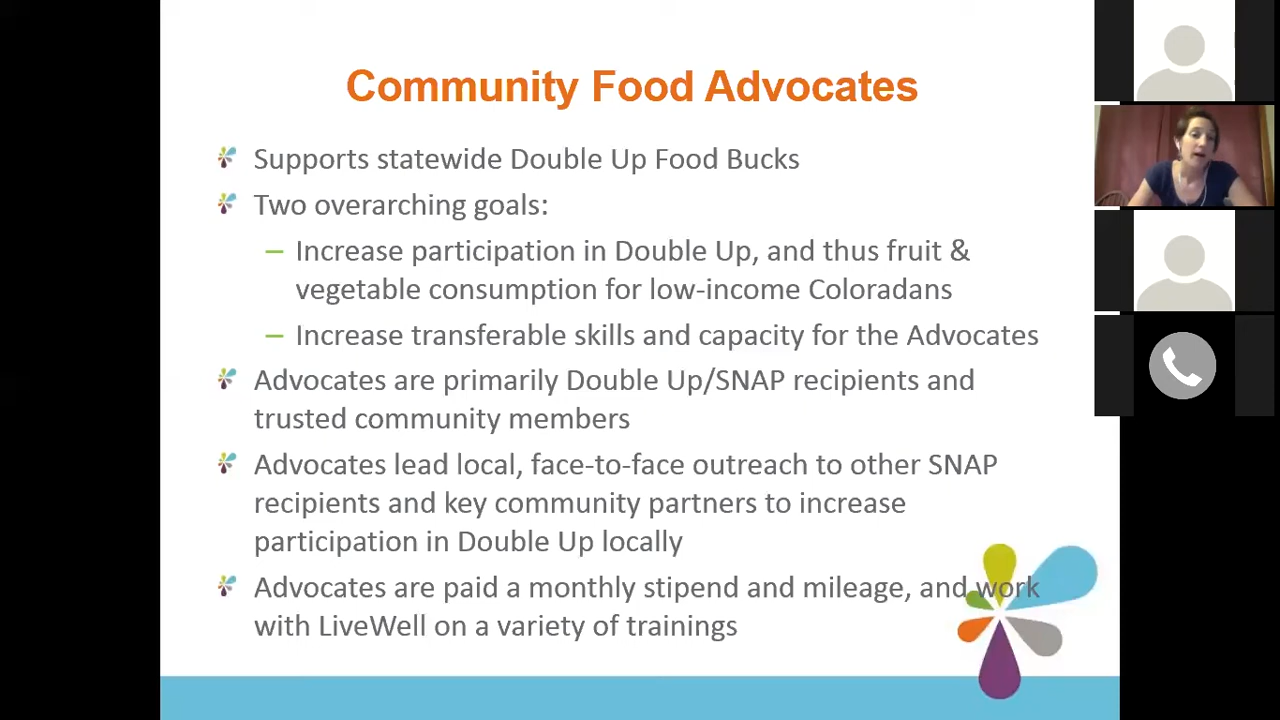 Community Food Advocates
Supports statewide Double Up Food Bucks
Two overarching goals:
– Increase participation in Double Up, and thus fruit &
vegetable consumption for low-income Coloradans
– Increase transferable skills and capacity for the Advocates
Advocates are primarily Double Up/SNAP recipients and
trusted community members
Advocates lead local, face-to-face outreach to other SNAP
recipients and key community partners to increase
participation in Double Up locally
Advocates are paid a monthly stipend and mileage, and work
with LiveWell on a variety of trainings